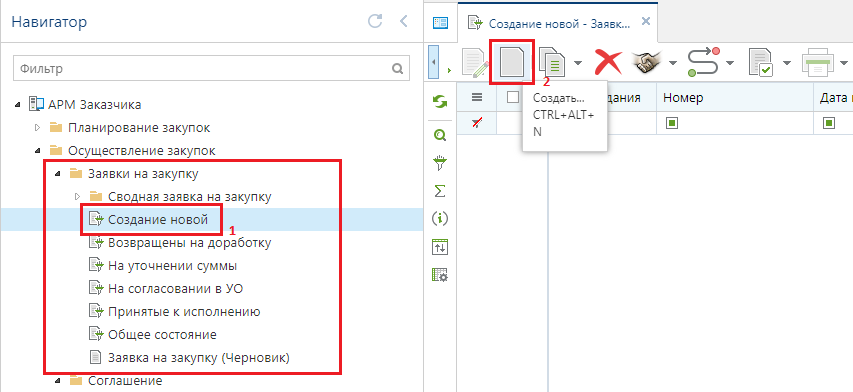 Навигатор
Фильтр
АРМ Заказчика
Планирование закупок
Осуществление закупок
Заявки на закупку
Сводная заявка на закупку
Создание новой
1
Возвращены на доработку
На уточнении суммы
На согласовании в УО
Принятые к исполнению
Общее состояние
Заявка на закупку (Черновик)
Соглашение
Создание новой - Заявк...
2
Создать...
CTRL+ALT+
N
дания
Номер
Дата